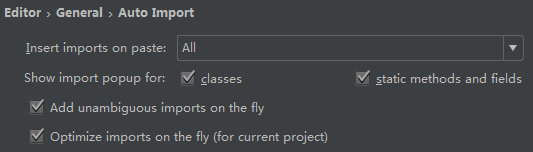 Editor › General › Auto Import
Insert imports on paste: All
Show import popup for: classes static methods and fields
Add unambiguous imports on the fly
Optimize imports on the fly (for current project)